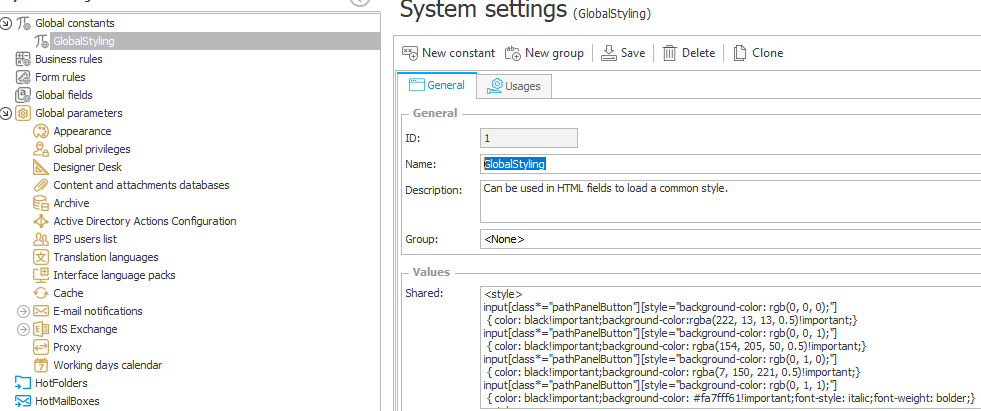 System settings (GlobalStyling)
Global constants
GlobalStyling
Business rules
Form rules
Global fields
Global parameters
Appearance
Global privileges
Designer Desk
Content and attachments databases
Archive
Active Directory Actions Configuration
BPS users list
Translation languages
Interface language packs
Cache
E-mail notifications
MS Exchange
Proxy
Working days calendar
HotFolders
HotMailBoxes
New constant New group Save Delete Clone
General Usages
General
ID: 1
Name: GlobalStyling
Description: Can be used in HTML fields to load a common style.
Group: <None>
Values
Shared: <style>
input[class*="pathPanelButton"][style="background-color: rgb(0, 0, 0);"]
{ color: black!important;background-color:rgba(222, 13, 13, 0.5)!important;}
input[class*="pathPanelButton"][style="background-color: rgb(0, 0, 1);"]
{ color: black!important;background-color: rgba(154, 205, 50, 0.5)!important;}
input[class*="pathPanelButton"][style="background-color: rgb(0, 1, 0);"]
{ color: black!important;background-color: rgba(7, 150, 221, 0.5)!important;}
input[class*="pathPanelButton"][style="background-color: rgb(0, 1, 1);"]
{ color: black!important;background-color: #fa7fff61!important;font-style: italic;font-weight: bolder;}